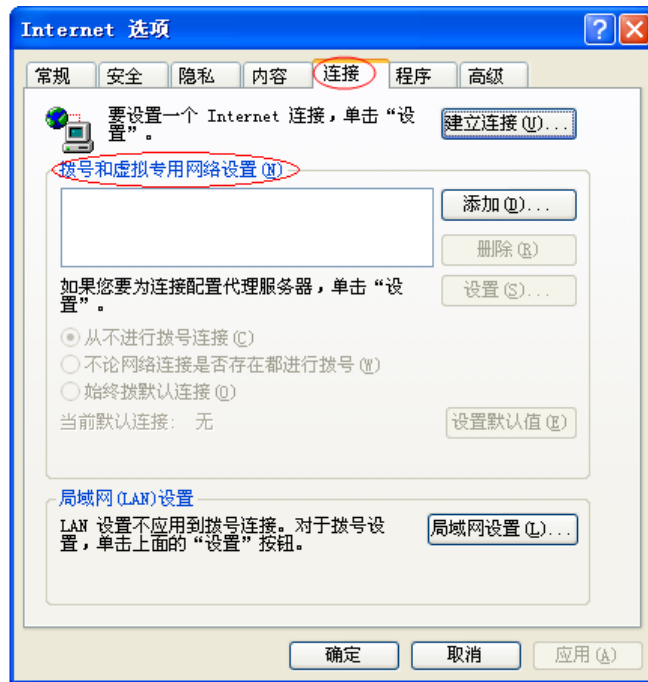 Internet 选项
常规 安全 隐私 内容 连接 程序 高级
要设置一个 Internet 连接，单击“设
置”。
建立连接(U)...
拨号和虚拟专用网络设置(N)
添加(D)...
删除(R)
如果您要为连接配置代理服务器，单击“设
置”。
设置(S)...
从不进行拨号连接(C)
不论网络连接是否存在都进行拨号(W)
始终拨默认连接(O)
当前默认连接： 无
设置默认值(E)
局域网(LAN)设置
LAN 设置不应用到拨号连接。对于拨号设
置，单击上面的“设置”按钮。
局域网设置(L)...
确定 取消 应用(A)